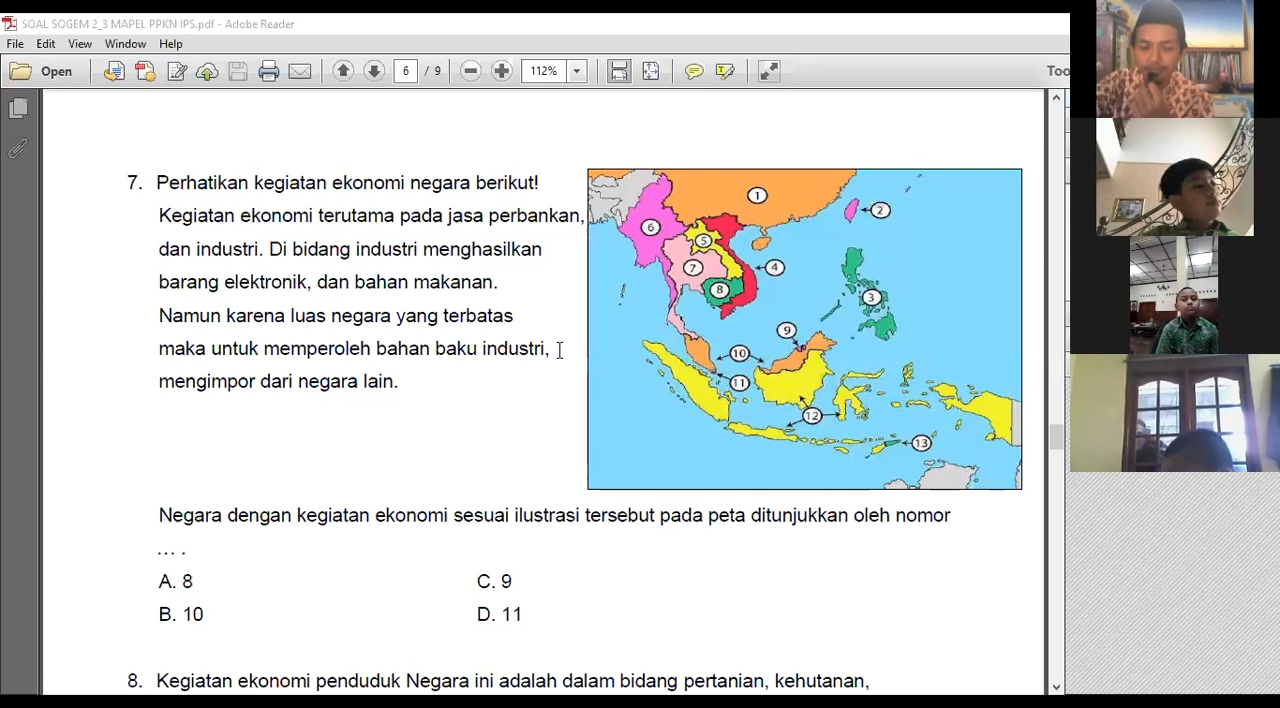 SOAL SOGEM 2_3 MAPEL PPKN IPS.pdf - Adobe Reader
File Edit View Window Help
Open 6 / 9 112% Too
7. Perhatikan kegiatan ekonomi negara berikut!
Kegiatan ekonomi terutama pada jasa perbankan,
dan industri. Di bidang industri menghasilkan
barang elektronik, dan bahan makanan.
Namun karena luas negara yang terbatas
maka untuk memperoleh bahan baku industri,
mengimpor dari negara lain.
1
2
6
5
7
4
8
3
9
10
11
12
13
Negara dengan kegiatan ekonomi sesuai ilustrasi tersebut pada peta ditunjukkan oleh nomor
... .
A. 8 C. 9
B. 10 D. 11
8. Kegiatan ekonomi penduduk Negara ini adalah dalam bidang pertanian, kehutanan,